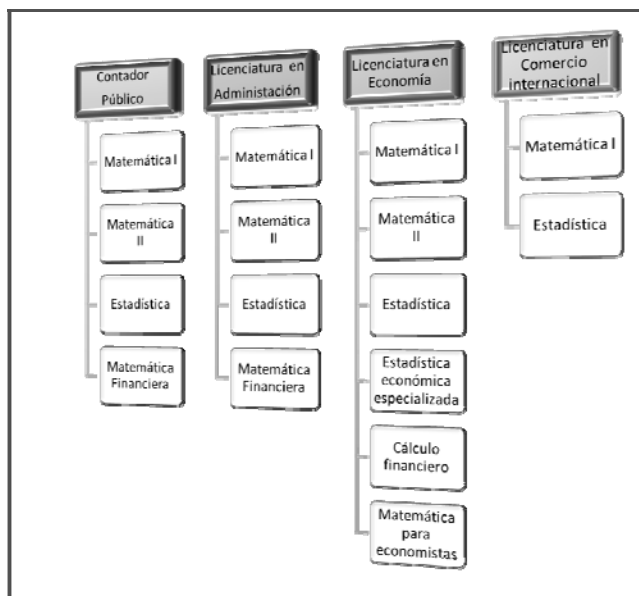 Contador
Público
Matemática I
Matemática
II
Estadística
Matemática
Financiera
Licenciatura en
Administación
Matemática I
Matemática
II
Estadística
Matemática
Financiera
Licenciatura en
Economía
Matemática I
Matemática
II
Estadística
Estadística
económica
especializada
Cálculo
financiero
Matemática
para
economistas
Licenciatura en
Comercio
internacional
Matemática I
Estadística